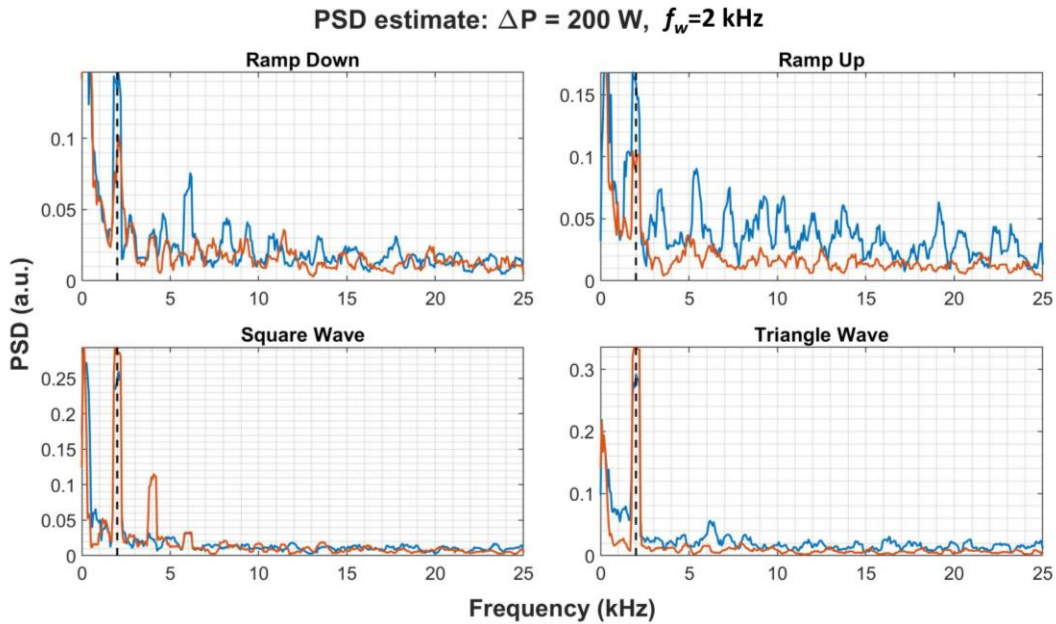 PSD estimate: ΔP = 200 W, f_w=2 kHz
Ramp Down
Ramp Up
0.1
0.05
0
0 5 10 15 20 25
0.15
0.1
0.05
0
0 5 10 15 20 25
PSD (a.u.)
Square Wave
Triangle Wave
0.25
0.2
0.15
0.1
0.05
0
0 5 10 15 20 25
0.3
0.2
0.1
0
0 5 10 15 20 25
Frequency (kHz)